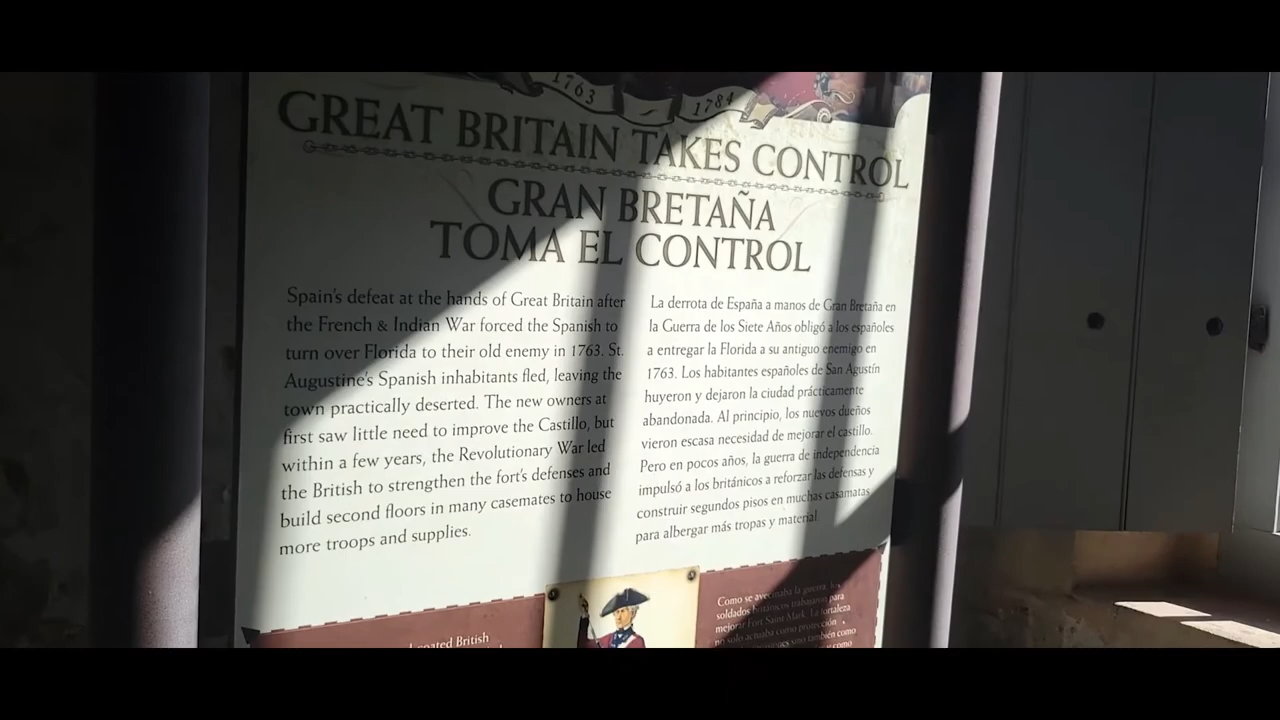 1763
1784
GREAT BRITAIN TAKES CONTROL
GRAN BRETAÑA
TOMA EL CONTROL
Spain's defeat at the hands of Great Britain after
the French & Indian War forced the Spanish to
turn over Florida to their old enemy in 1763. St.
Augustine's Spanish inhabitants fled, leaving the
town practically deserted. The new owners at
first saw little need to improve the Castillo, but
within a few years, the Revolutionary War led
the British to strengthen the fort's defenses and
build second floors in many casemates to house
more troops and supplies.
La derrota de España a manos de Gran Bretaña en
la Guerra de los Siete Años obligó a los españoles
a entregar la Florida a su antiguo enemigo en
1763. Los habitantes españoles de San Agustín
huyeron y dejaron la ciudad prácticamente
abandonada. Al principio, los nuevos dueños
vieron escasa necesidad de mejorar el castillo.
Pero en pocos años, la guerra de independencia
impulsó a los británicos a reforzar las defensas y
construir segundos pisos en muchas casamatas
para albergar más tropas y material.
British
Como se avecinaba la guerra, los
soldados británicos trabajaron para
mejorar Fort Saint Mark. La fortaleza
no solo actuaba como protección
sino también como